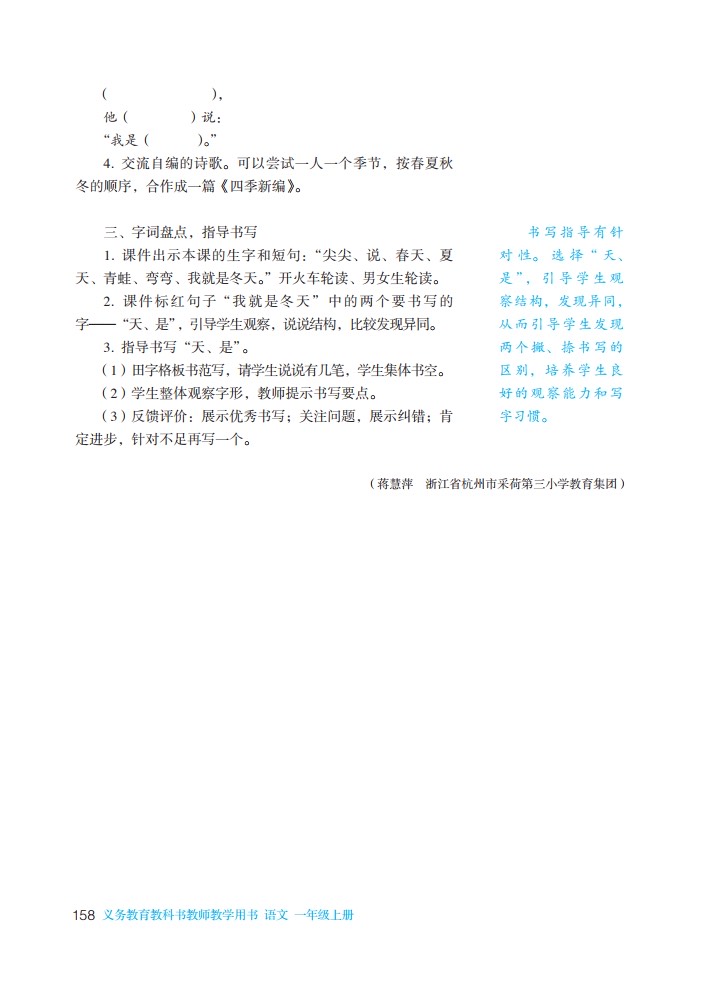 （　　　　　　　），
他（　　　　）说：
“我是（　　　）。”
4. 交流自编的诗歌。可以尝试一人一个季节，按春夏秋
冬的顺序，合作成一篇《四季新编》。
三、字词盘点，指导书写
1. 课件出示本课的生字和短句：“尖尖、说、春天、夏
天、青蛙、弯弯、我就是冬天。”开火车轮读、男女生轮读。
2. 课件标红句子“我就是冬天”中的两个要书写的
字——“天、是”，引导学生观察，说说结构，比较发现异同。
3. 指导书写“天、是”。
（1）田字格板书范写，请学生说说有几笔，学生集体书空。
（2）学生整体观察字形，教师提示书写要点。
（3）反馈评价：展示优秀书写；关注问题，展示纠错；肯
定进步，针对不足再写一个。
书写指导有针
对性。选择“天、
是”，引导学生观
察结构，发现异同，
从而引导学生发现
两个撇、捺书写的
区别，培养学生良
好的观察能力和写
字习惯。
（蒋慧萍　浙江省杭州市采荷第三小学教育集团）
158 义务教育教科书教师教学用书 语文 一年级上册